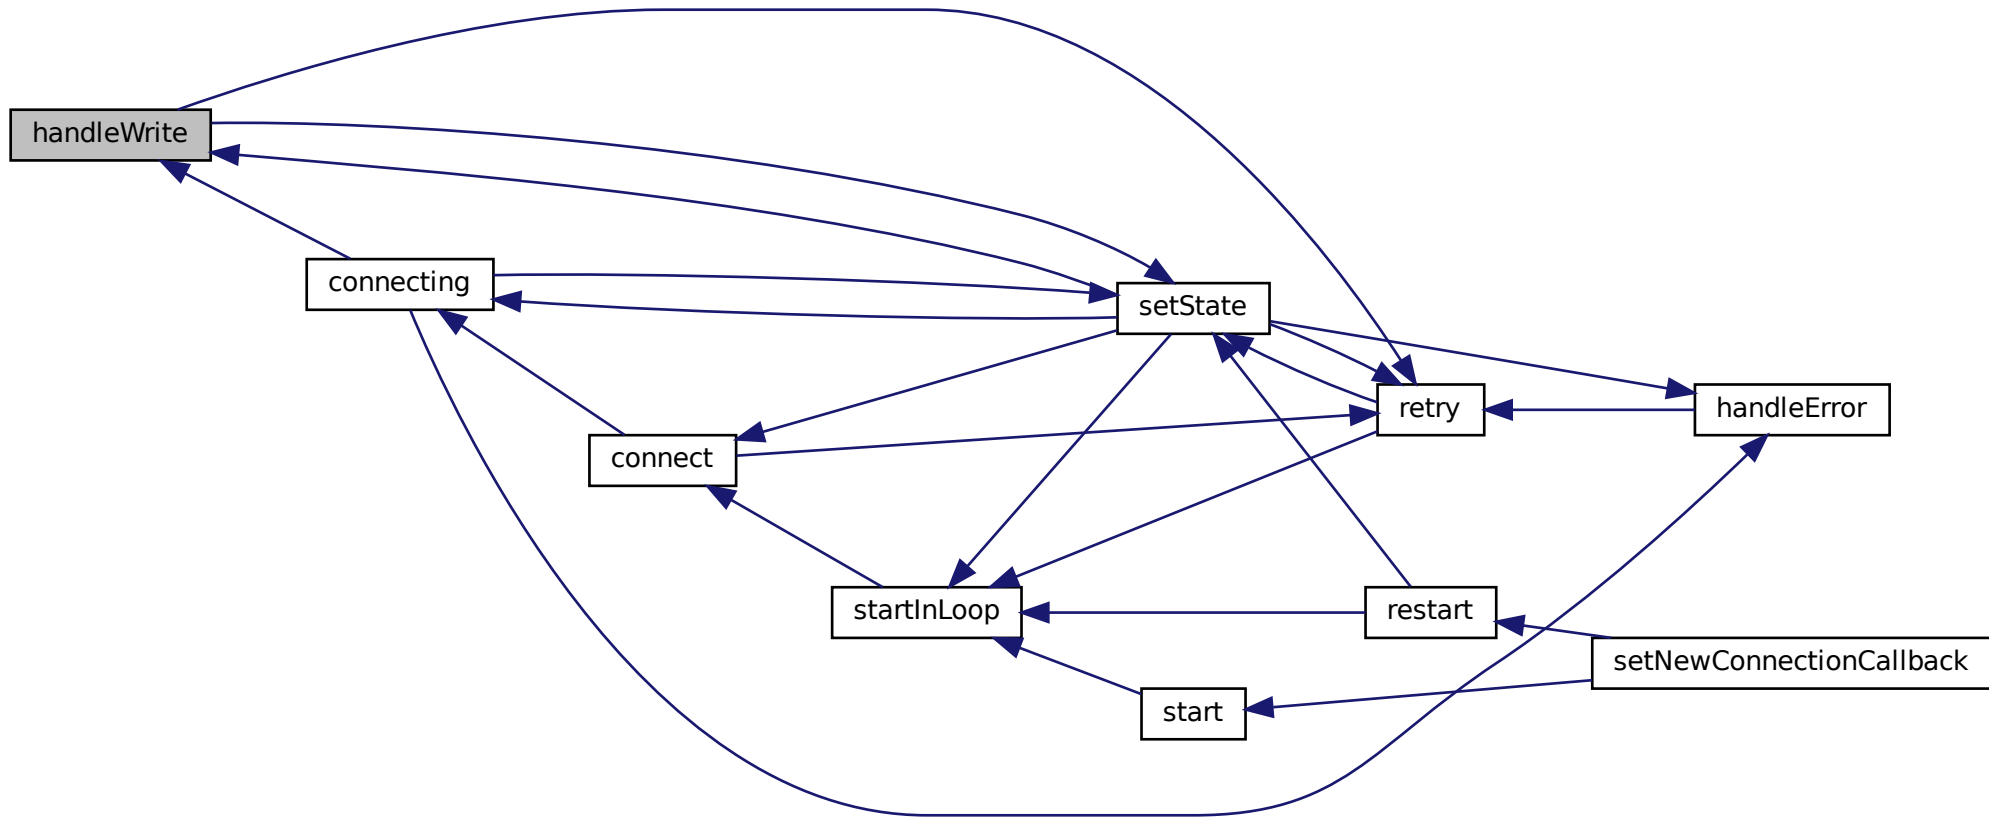 handleWrite
connecting
setState
retry
handleError
connect
startInLoop
restart
setNewConnectionCallback
start